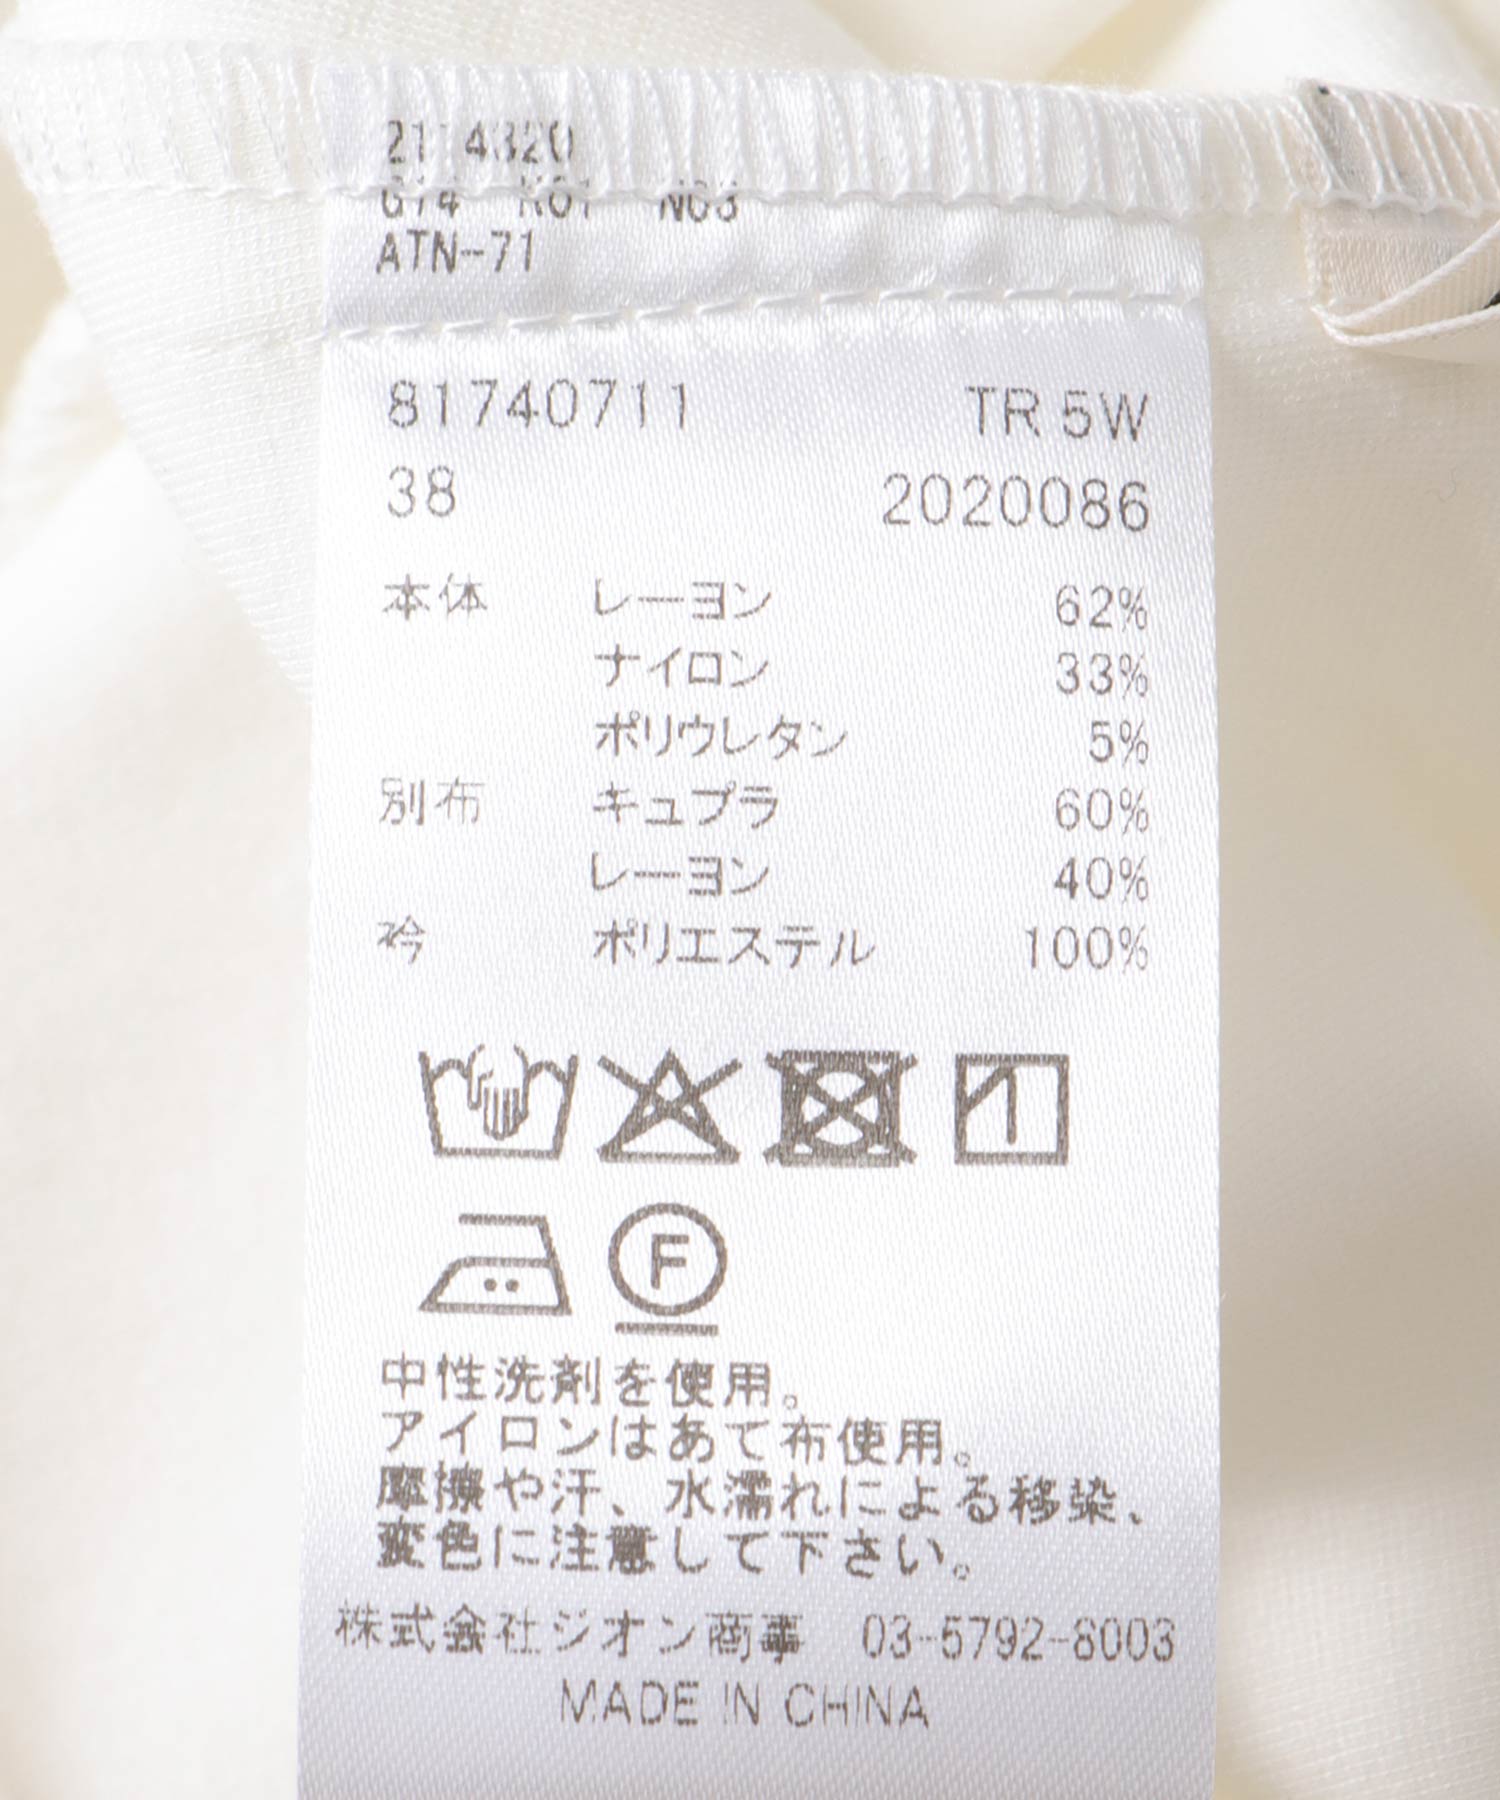 2114320
614 K01 N03
ATN-71
81740711 TR 5W
38 2020086
本体 レーヨン 62%
ナイロン 33%
ポリウレタン 5%
別布 キュプラ 60%
レーヨン 40%
衿 ポリエステル 100%
F
中性洗剤を使用。
アイロンはあて布使用。
摩擦や汗、水濡れによる移染、
変色に注意して下さい。
株式会社ジオン商事 03-5792-8003
MADE IN CHINA